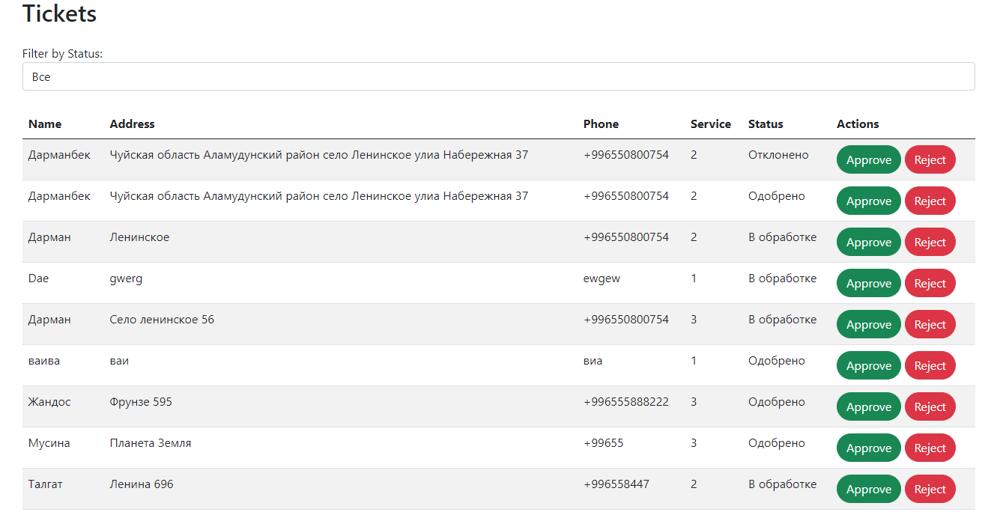 Tickets
Filter by Status:
Все
Name Address Phone Service Status Actions
Дарманбек Чуйская область Аламудунский район село Ленинское улиа Набережная 37 +996550800754 2 Отклонено Approve Reject
Дарманбек Чуйская область Аламудунский район село Ленинское улиа Набережная 37 +996550800754 2 Одобрено Approve Reject
Дарман Ленинское +996550800754 2 В обработке Approve Reject
Dae gwerg ewgew 1 В обработке Approve Reject
Дарман Село ленинское 56 +996550800754 3 В обработке Approve Reject
ваива ваи виа 1 Одобрено Approve Reject
Жандос Фрунзе 595 +996555888222 3 Одобрено Approve Reject
Мусина Планета Земля +99655 3 Одобрено Approve Reject
Талгат Ленина 696 +996558447 2 В обработке Approve Reject